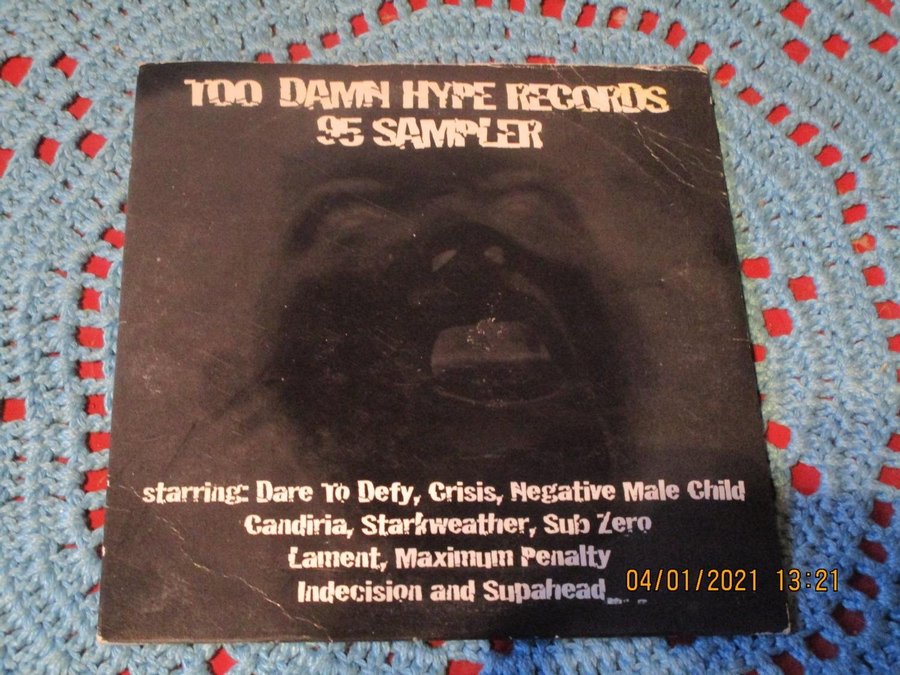 TOO DAMN HYPE RECORDS
95 SAMPLER
starring: Dare To Defy, Crisis, Negative Male Child
Candiria, Starkweather, Sub Zero
Lament, Maximum Penalty
Indecision and Supahead
04/01/2021 13:21